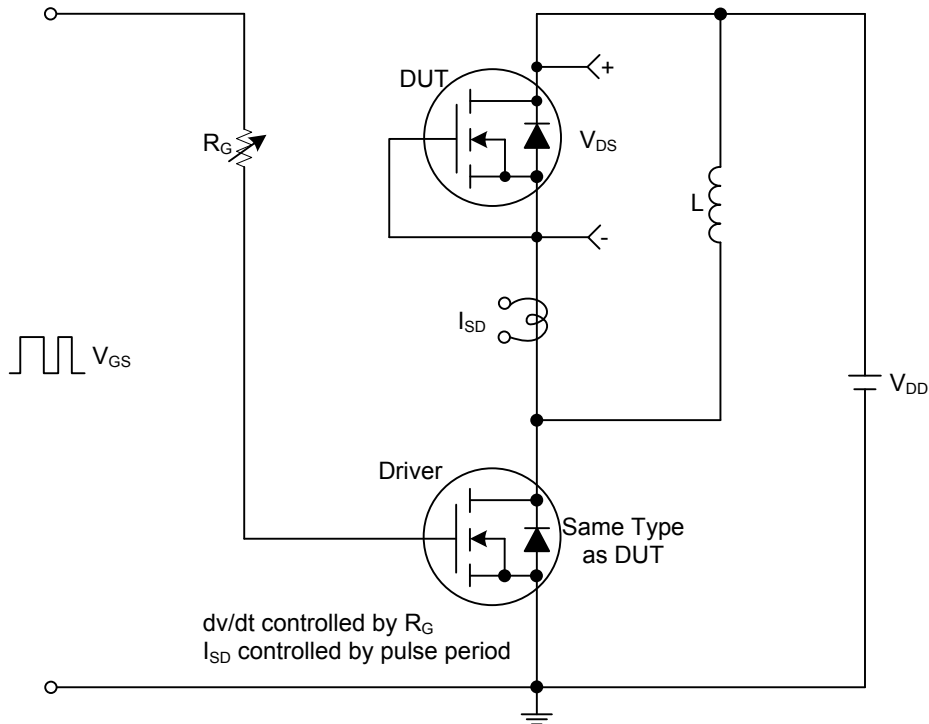 +
DUT
R_G
V_DS
L
-
I_SD
V_GS
V_DD
Driver
Same Type
as DUT
dv/dt controlled by R_G
I_SD controlled by pulse period